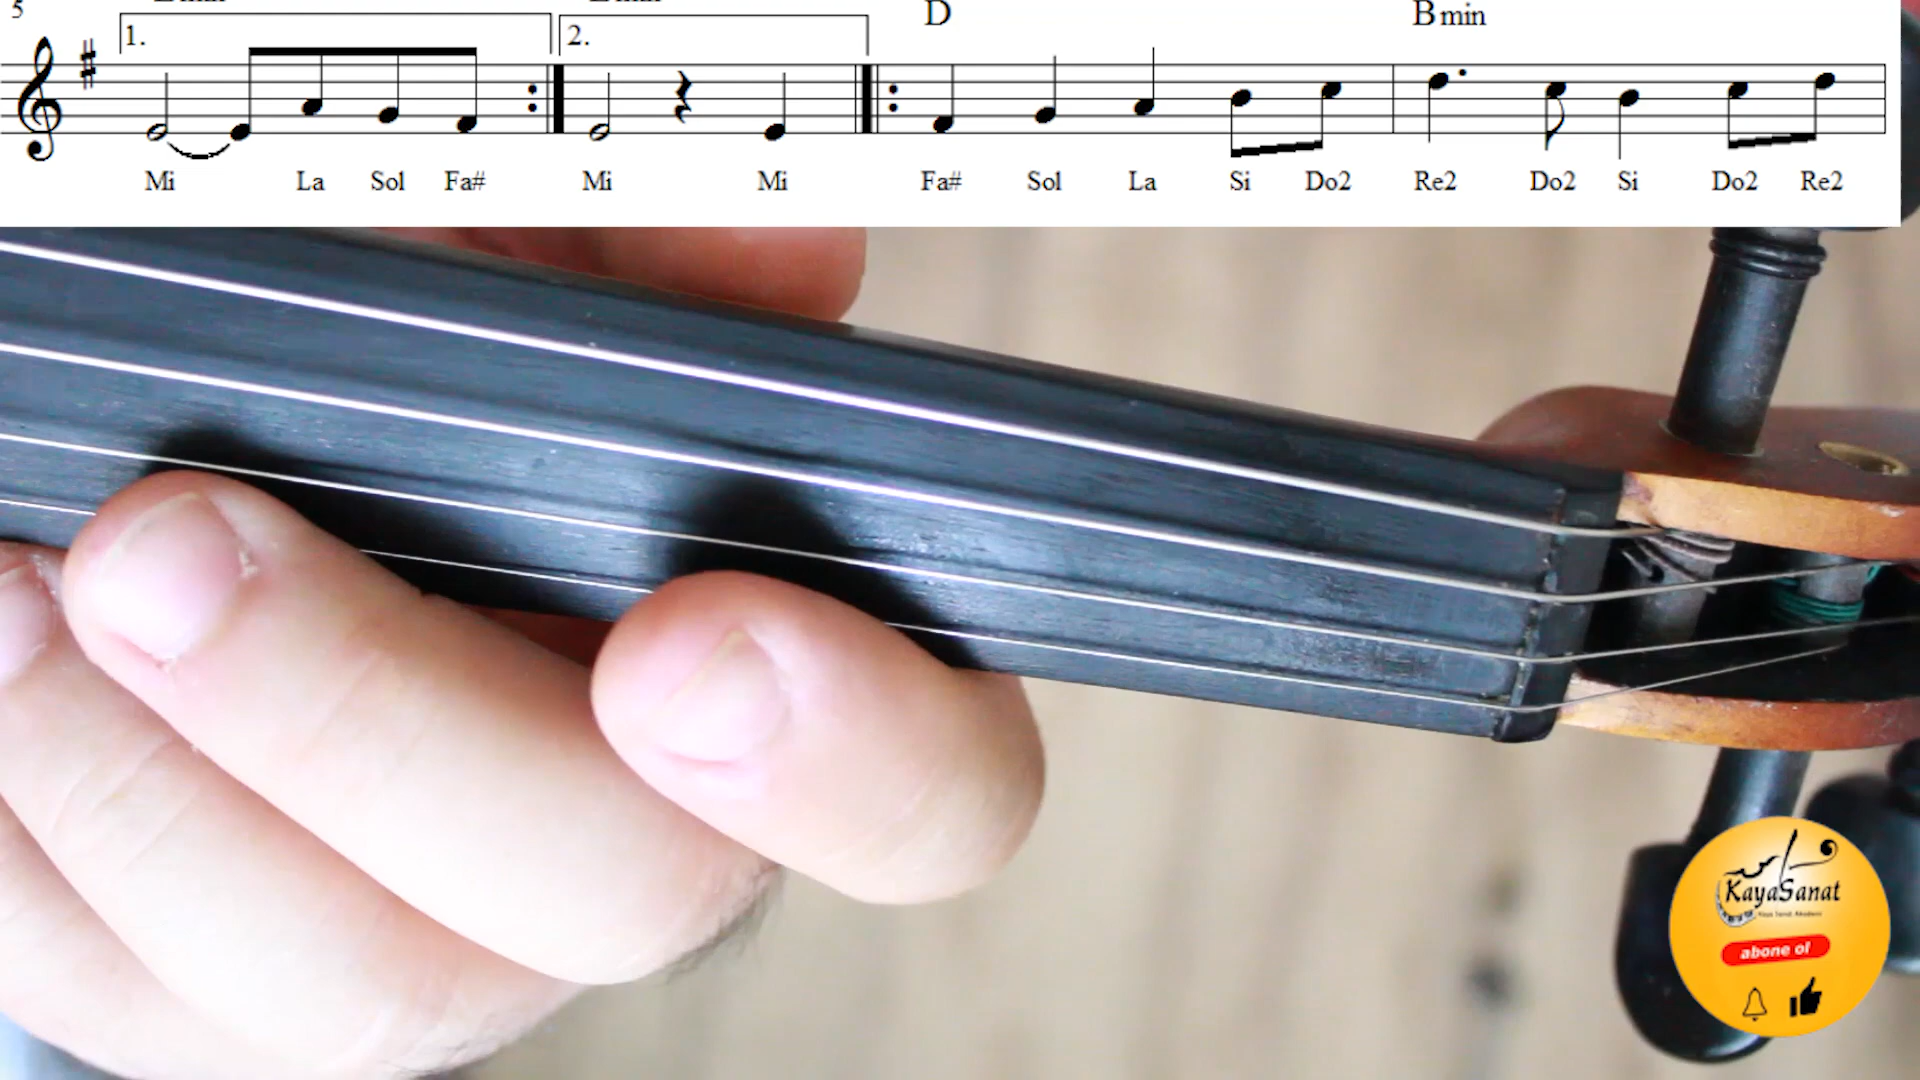 5
1.
2.
D
Bmin
Mi La Sol Fa# Mi Mi Fa# Sol La Si Do2 Re2 Do2 Si Do2 Re2
KayaSanat
abone ol